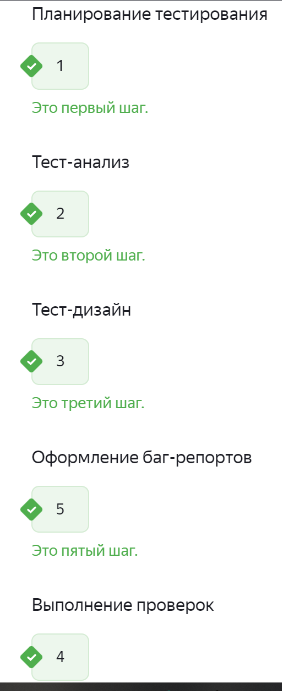 Планирование тестирования
1
Это первый шаг.
Тест-анализ
2
Это второй шаг.
Тест-дизайн
3
Это третий шаг.
Оформление баг-репортов
5
Это пятый шаг.
Выполнение проверок
4